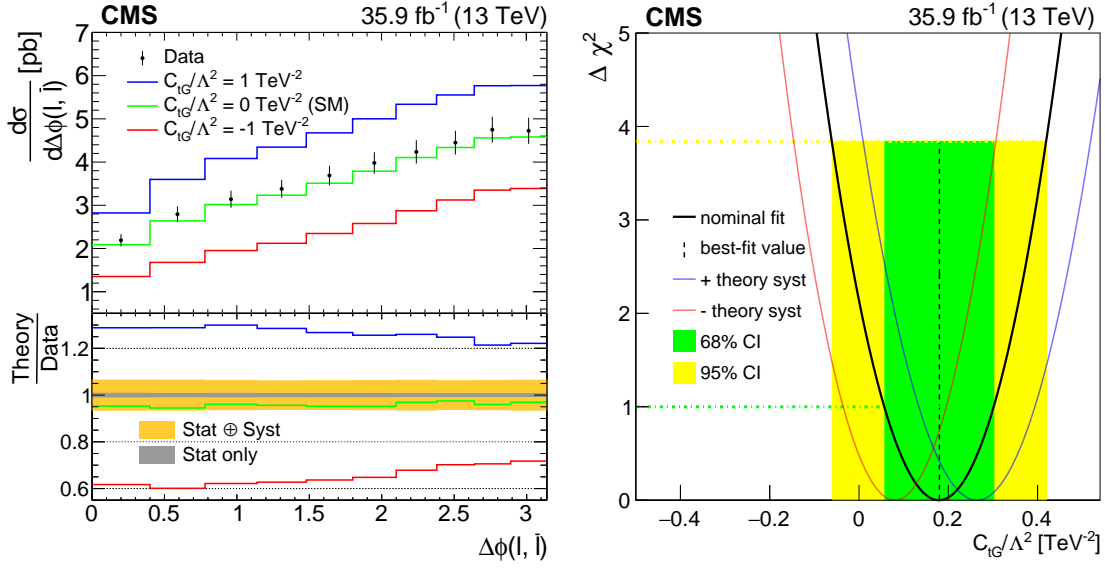 CMS 35.9 fb⁻¹ (13 TeV)
dσ/dΔϕ(l, l̄) [pb]
7
6
5
4
3
2
1
Data
C_tG/Λ² = 1 TeV⁻²
C_tG/Λ² = 0 TeV⁻² (SM)
C_tG/Λ² = -1 TeV⁻²
Theory
Data
1.2
1
0.8
0.6
Stat ⊕ Syst
Stat only
0 0.5 1 1.5 2 2.5 3
Δϕ(l, l̄)
CMS 35.9 fb⁻¹ (13 TeV)
Δ χ²
5
4
3
2
1
0
nominal fit
best-fit value
+ theory syst
- theory syst
68% CI
95% CI
−0.4 −0.2 0 0.2 0.4
C_tG/Λ² [TeV⁻²]